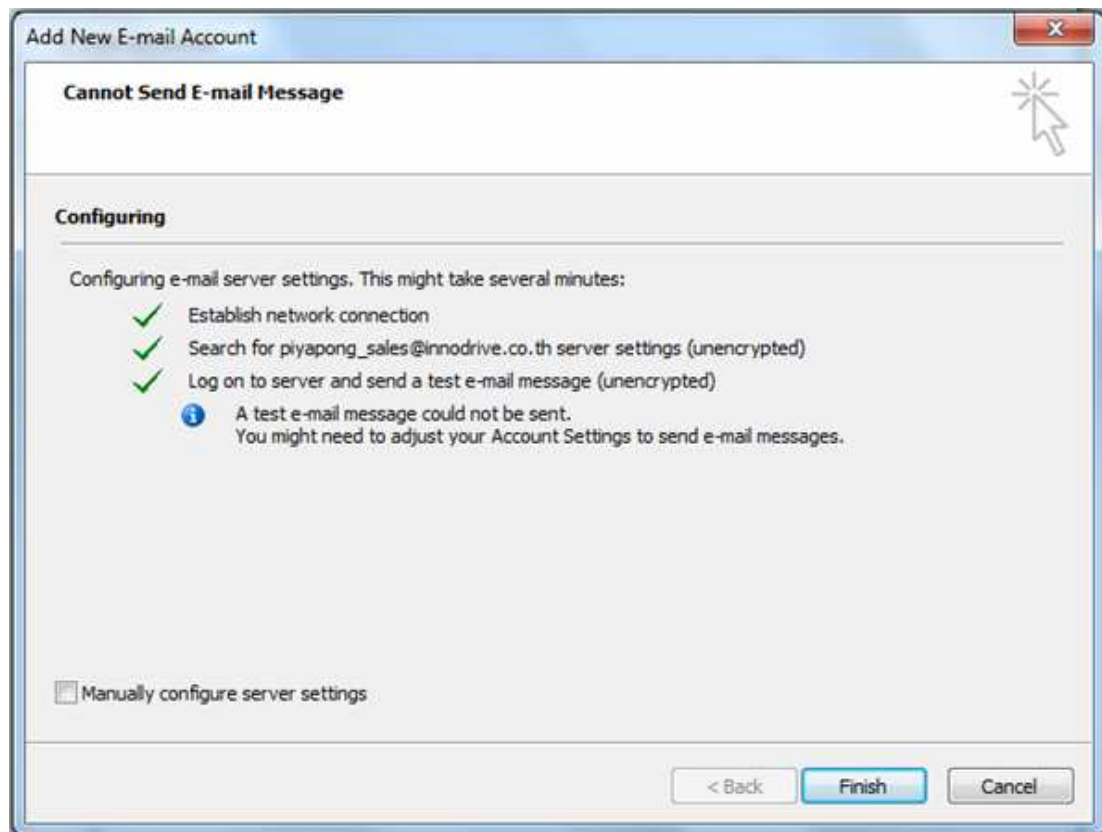 Add New E-mail Account
Cannot Send E-mail Message
Configuring
Configuring e-mail server settings. This might take several minutes:
Establish network connection
Search for piyapong_sales@innodrive.co.th server settings (unencrypted)
Log on to server and send a test e-mail message (unencrypted)
A test e-mail message could not be sent.
You might need to adjust your Account Settings to send e-mail messages.
Manually configure server settings
< Back Finish Cancel